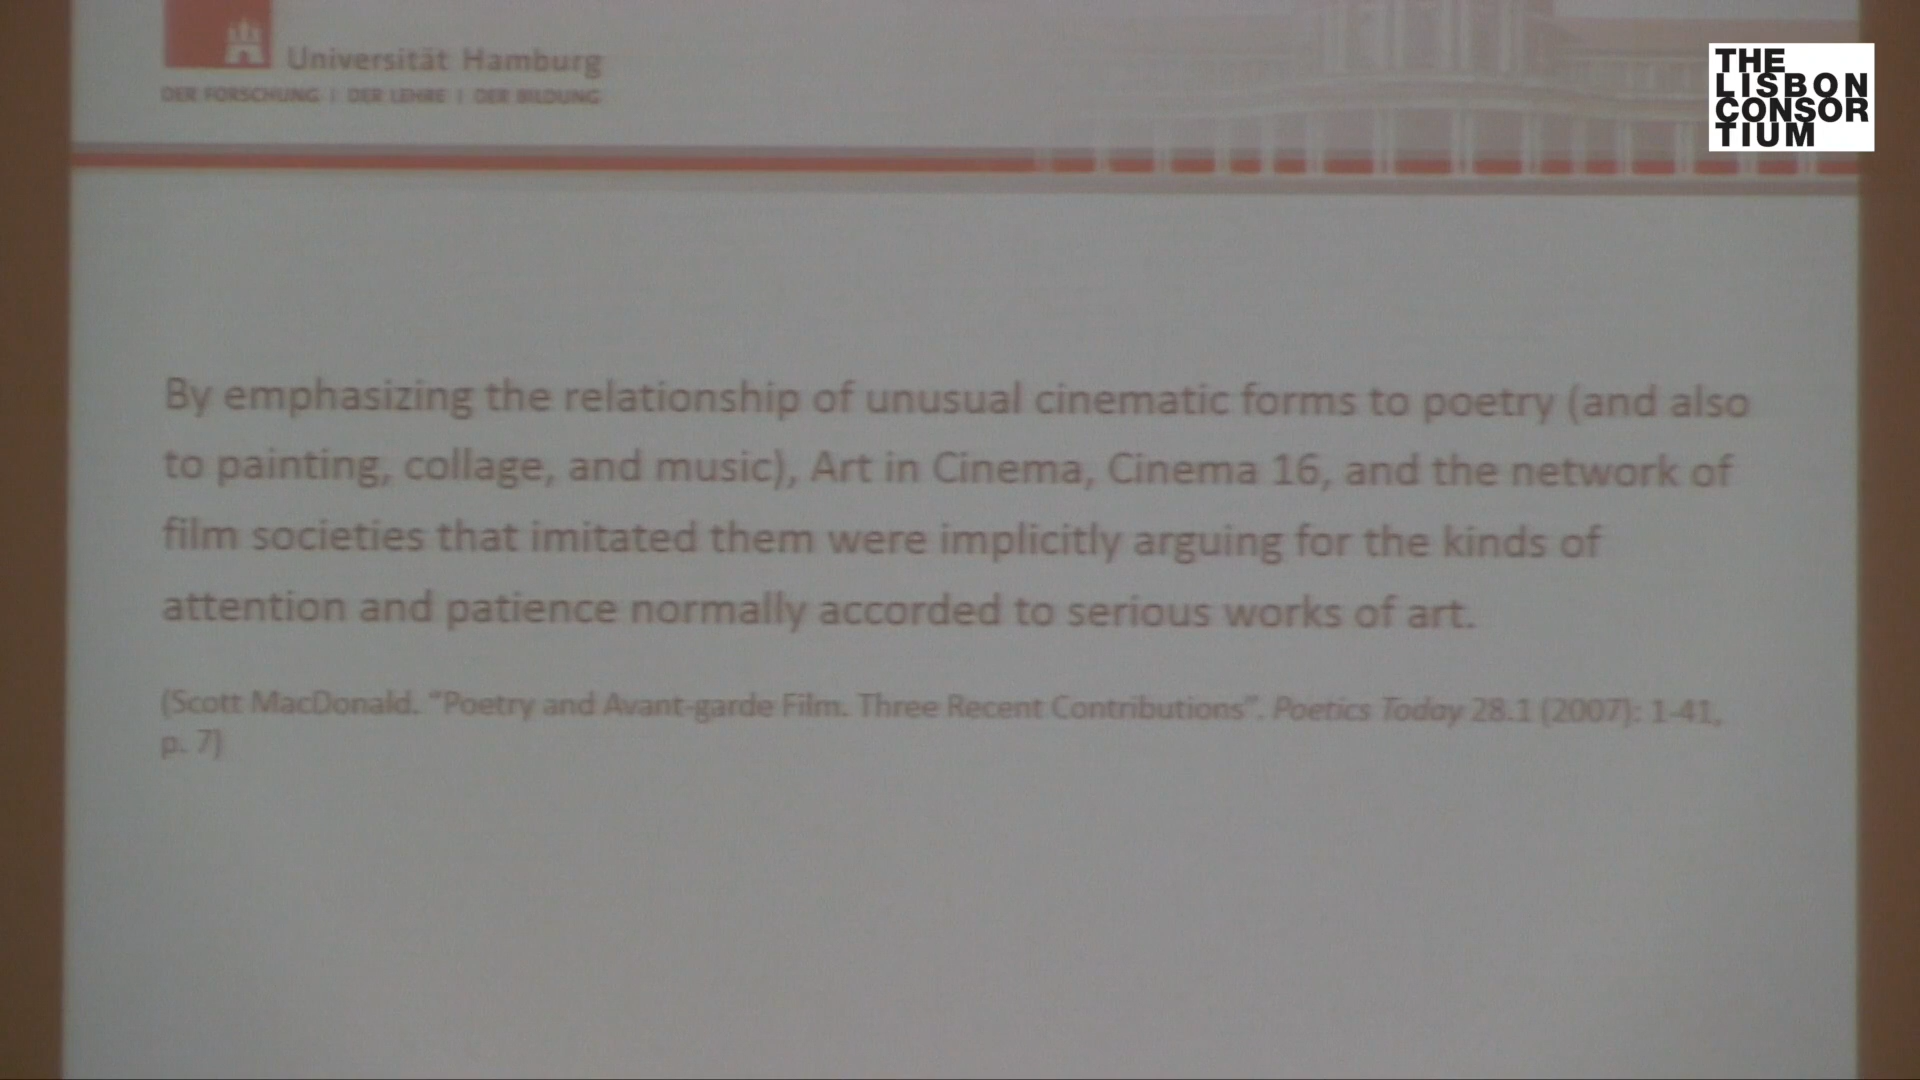 Universität Hamburg
DER FORSCHUNG | DER LEHRE | DER BILDUNG
THE
LISBON
CONSOR
TIUM
By emphasizing the relationship of unusual cinematic forms to poetry (and also
to painting, collage, and music), Art in Cinema, Cinema 16, and the network of
film societies that imitated them were implicitly arguing for the kinds of
attention and patience normally accorded to serious works of art.
(Scott MacDonald. "Poetry and Avant-garde Film. Three Recent Contributions". Poetics Today 28.1 (2007): 1-41,
p. 7)